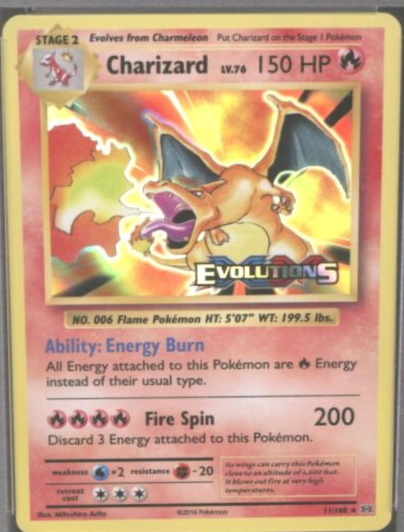 STAGE 2 Evolves from Charmeleon Put Charizard on the Stage 1 Pokémon
Charizard LV.76 150 HP
EVOLUTIONS
NO. 006 Flame Pokémon HT: 5'07" WT: 199.5 lbs.
Ability: Energy Burn
All Energy attached to this Pokémon are Energy
instead of their usual type.
Fire Spin 200
Discard 3 Energy attached to this Pokémon.
weakness ×2 resistance -20
retreat
cost
Its wings can carry this Pokémon
close to an altitude of 4,600 feet.
It blows out fire at very high
temperatures.
Illus. Mitsuhiro Arita ©2016 Pokémon 11/108